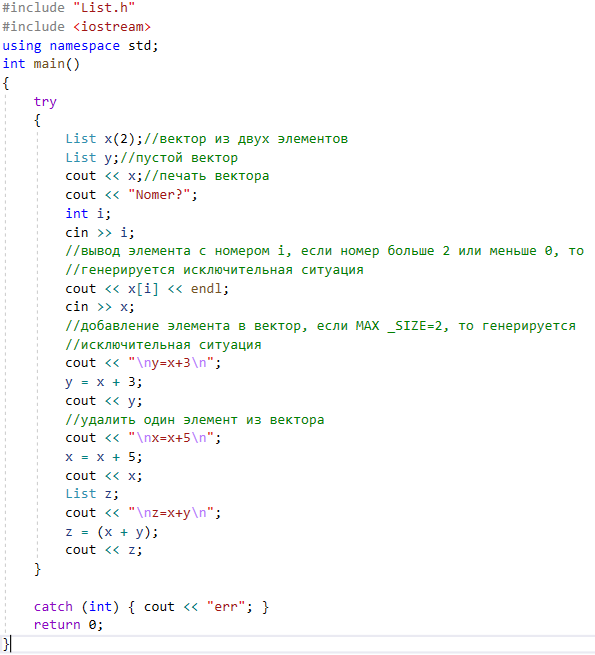 #include "List.h"
#include <iostream>
using namespace std;
int main()
{
    try
    {
        List x(2);//вектор из двух элементов
        List y;//пустой вектор
        cout << x;//печать вектора
        cout << "Nomer?";
        int i;
        cin >> i;
        //вывод элемента с номером i, если номер больше 2 или меньше 0, то
        //генерируется исключительная ситуация
        cout << x[i] << endl;
        cin >> x;
        //добавление элемента в вектор, если MAX _SIZE=2, то генерируется
        //исключительная ситуация
        cout << "\ny=x+3\n";
        y = x + 3;
        cout << y;
        //удалить один элемент из вектора
        cout << "\nx=x+5\n";
        x = x + 5;
        cout << x;
        List z;
        cout << "\nz=x+y\n";
        z = (x + y);
        cout << z;
    }

    catch (int) { cout << "err"; }
    return 0;
}